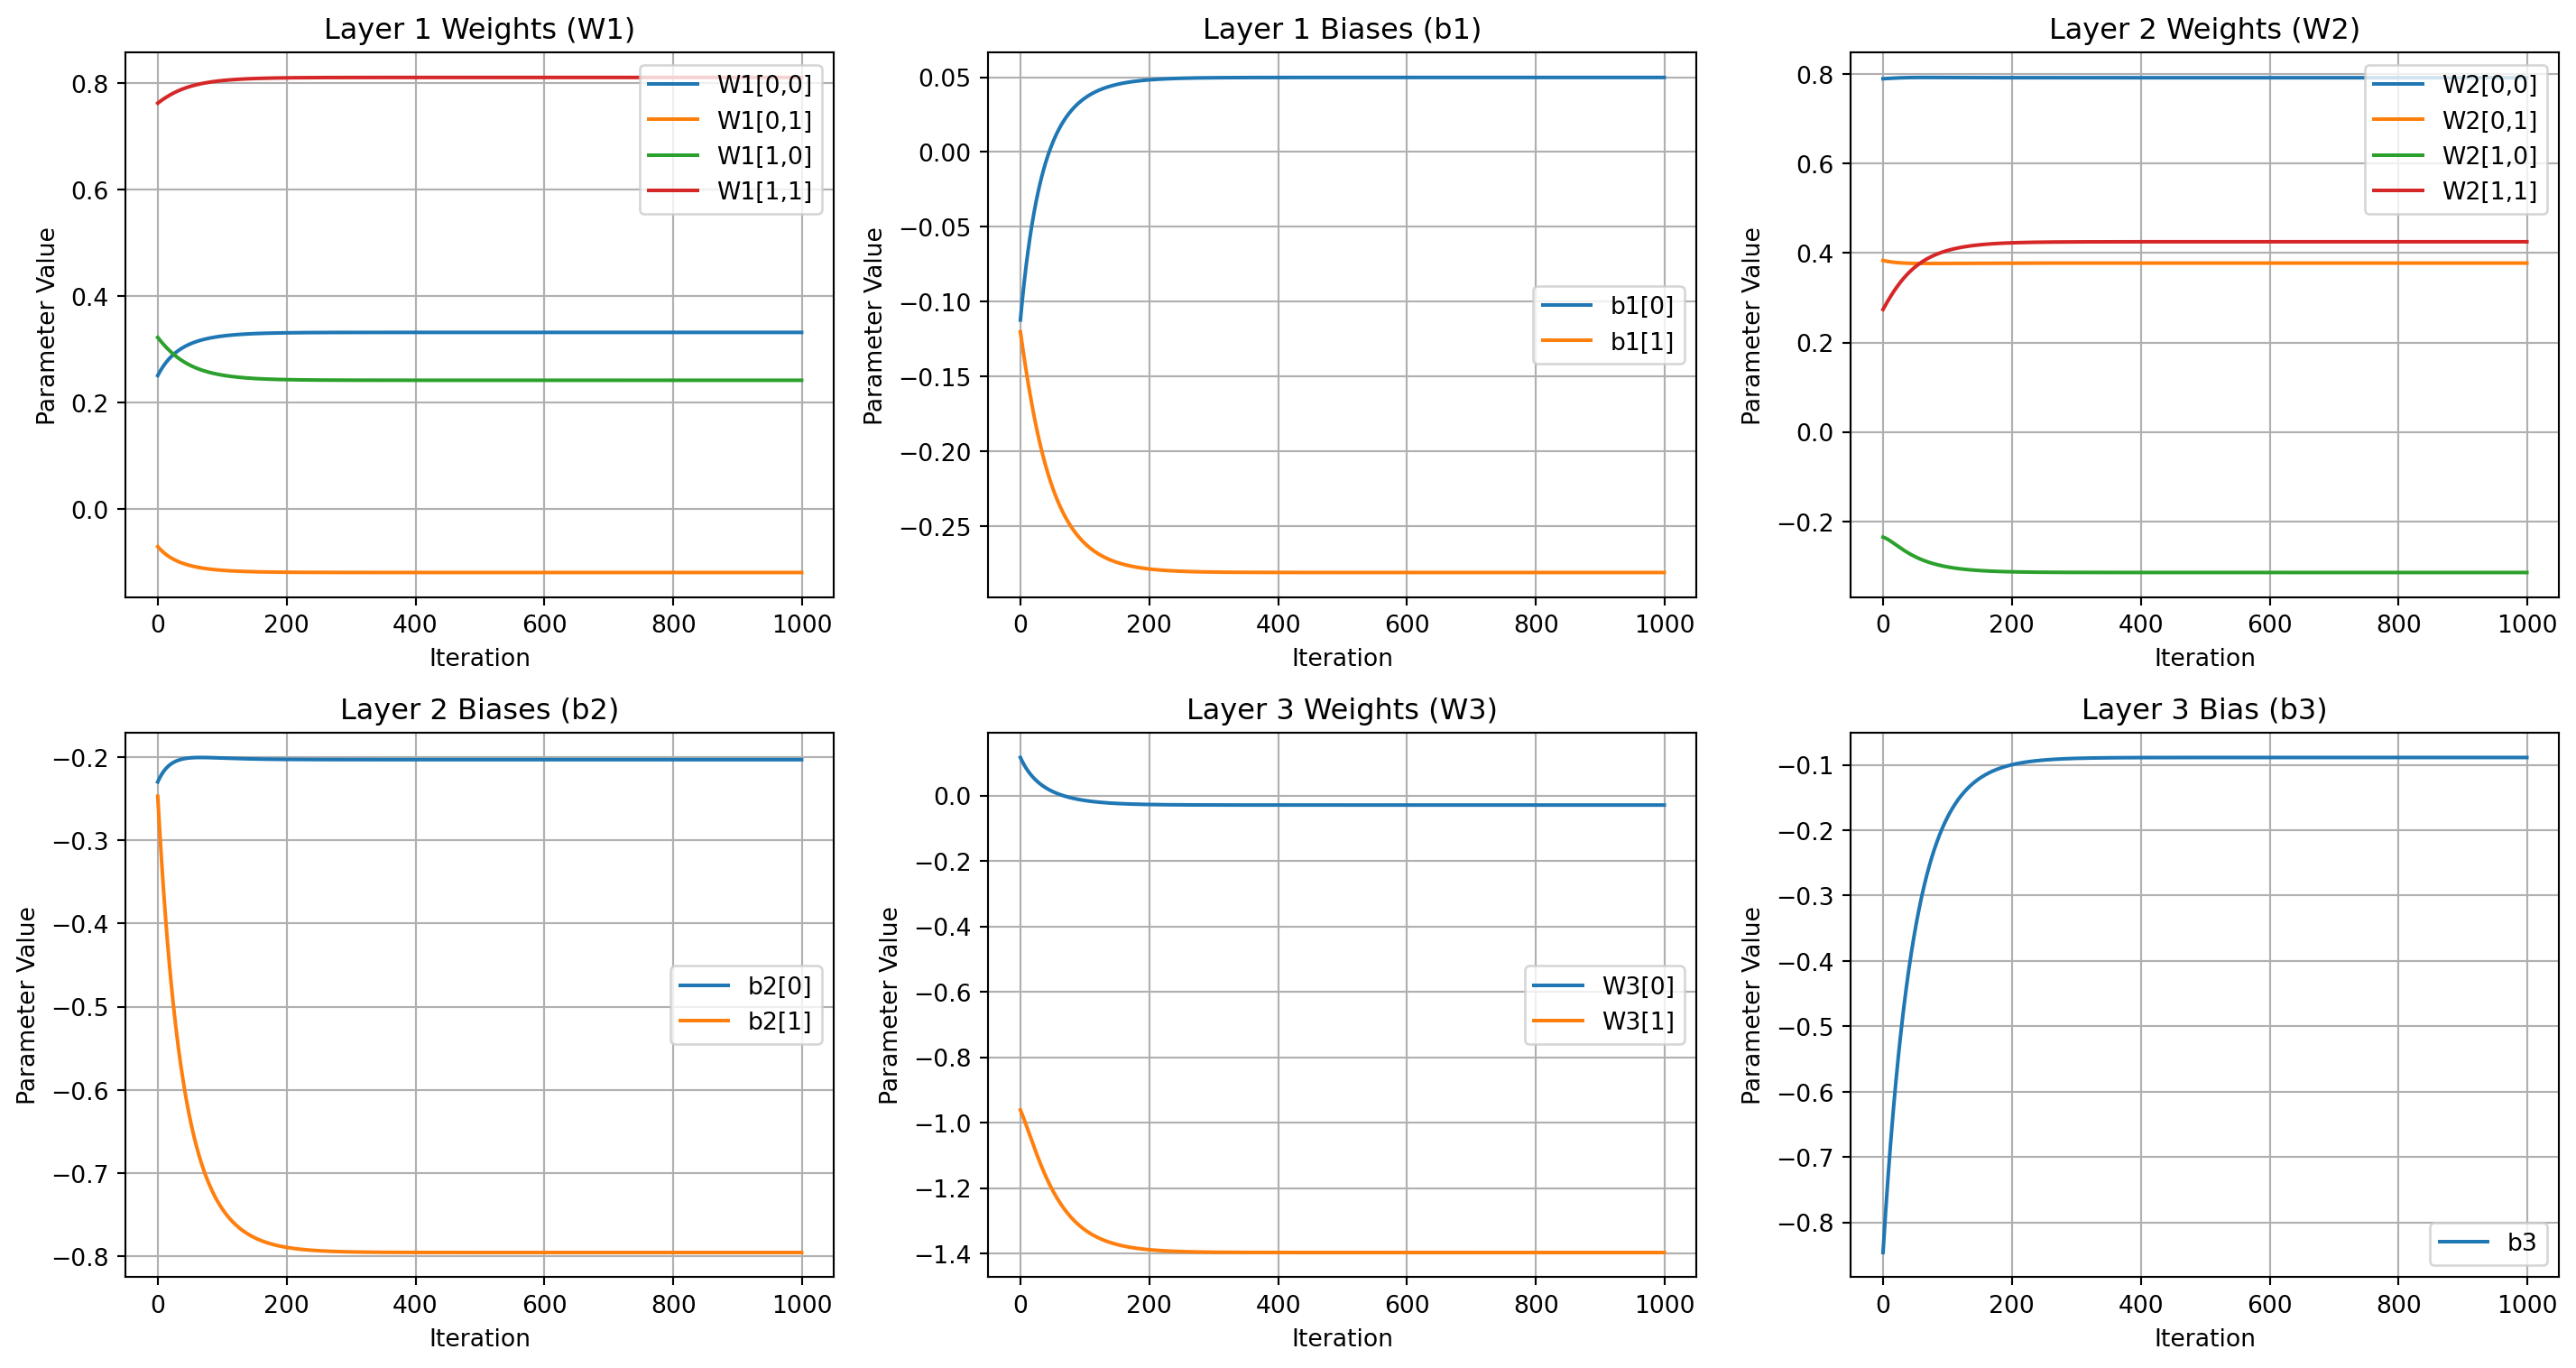 Layer 1 Weights (W1)
Parameter Value
0.8
0.6
0.4
0.2
0.0
W1[0,0]
W1[0,1]
W1[1,0]
W1[1,1]
0 200 400 600 800 1000
Iteration
Layer 1 Biases (b1)
Parameter Value
0.05
0.00
−0.05
−0.10
−0.15
−0.20
−0.25
b1[0]
b1[1]
0 200 400 600 800 1000
Iteration
Layer 2 Weights (W2)
Parameter Value
0.8
0.6
0.4
0.2
0.0
−0.2
W2[0,0]
W2[0,1]
W2[1,0]
W2[1,1]
0 200 400 600 800 1000
Iteration
Layer 2 Biases (b2)
Parameter Value
−0.2
−0.3
−0.4
−0.5
−0.6
−0.7
−0.8
b2[0]
b2[1]
0 200 400 600 800 1000
Iteration
Layer 3 Weights (W3)
Parameter Value
0.0
−0.2
−0.4
−0.6
−0.8
−1.0
−1.2
−1.4
W3[0]
W3[1]
0 200 400 600 800 1000
Iteration
Layer 3 Bias (b3)
Parameter Value
−0.1
−0.2
−0.3
−0.4
−0.5
−0.6
−0.7
−0.8
b3
0 200 400 600 800 1000
Iteration